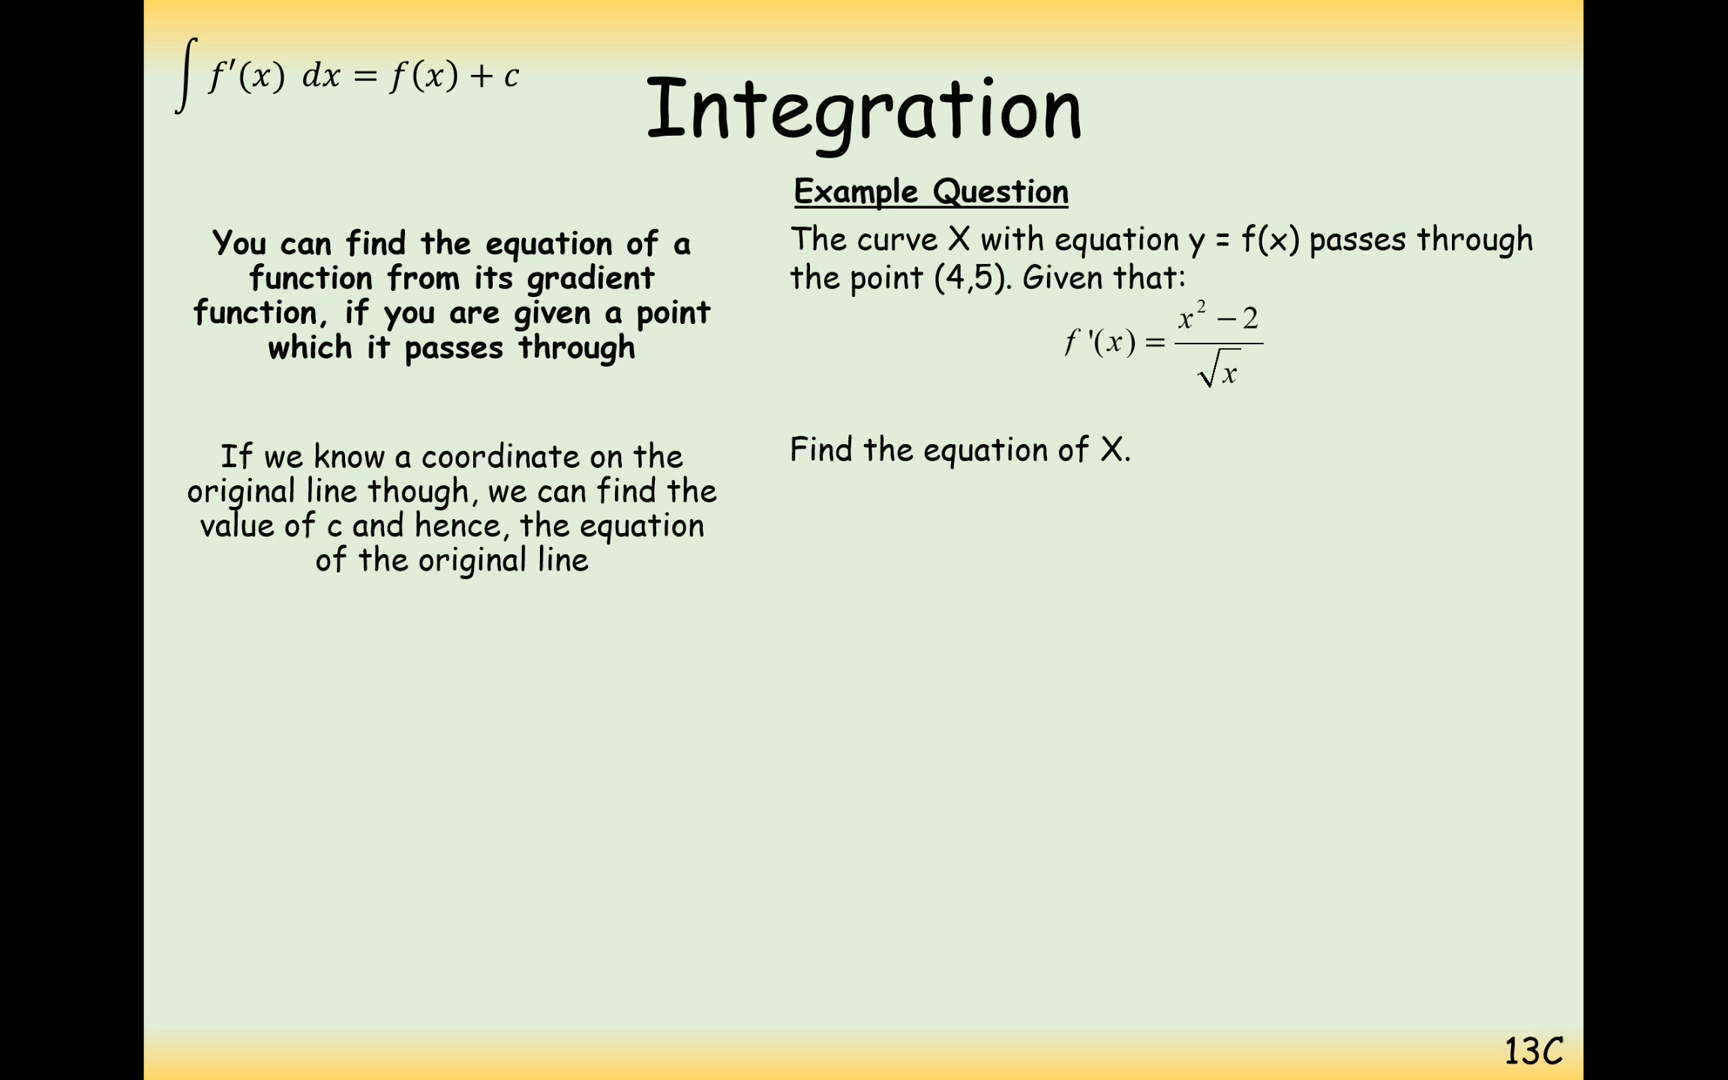 ∫ f′(x) dx = f(x) + c
Integration
You can find the equation of a
function from its gradient
function, if you are given a point
which it passes through
If we know a coordinate on the
original line though, we can find the
value of c and hence, the equation
of the original line
Example Question
The curve X with equation y = f(x) passes through
the point (4,5). Given that:
f '(x) = (x² − 2)/√x
Find the equation of X.
13C